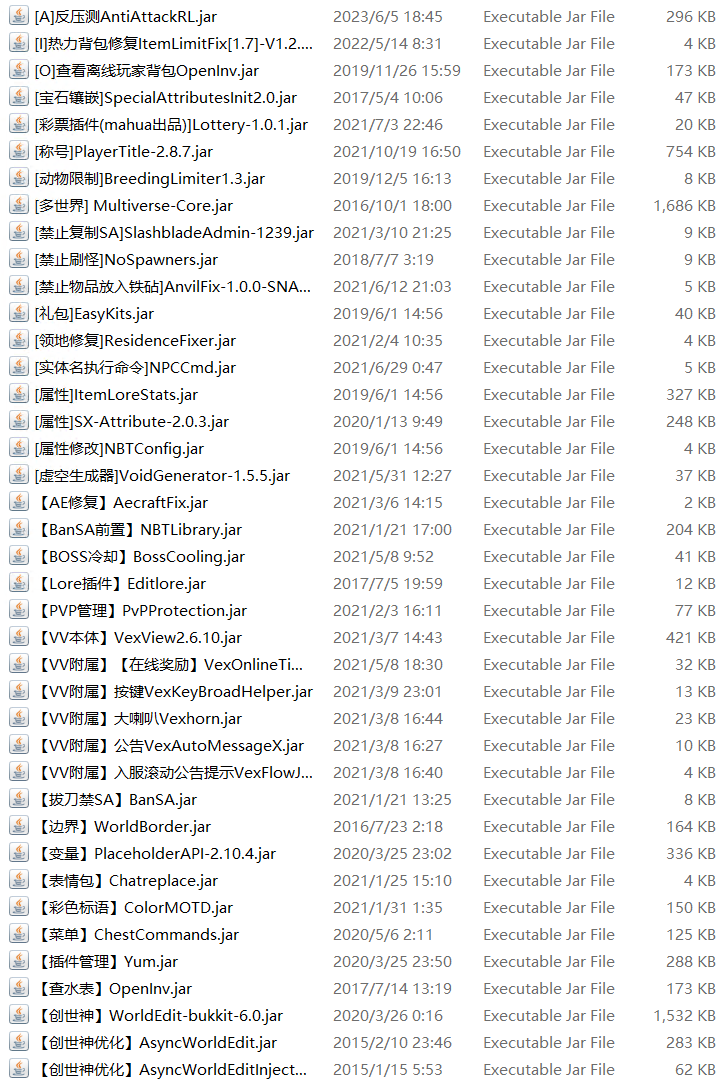 [A]反压测AntiAttackRL.jar 2023/6/5 18:45 Executable Jar File 296 KB
[I]热力背包修复ItemLimitFix[1.7]-V1.2.... 2022/5/14 8:31 Executable Jar File 4 KB
[O]查看离线玩家背包OpenInv.jar 2019/11/26 15:59 Executable Jar File 173 KB
[宝石镶嵌]SpecialAttributesInit2.0.jar 2017/5/4 10:06 Executable Jar File 47 KB
[彩票插件(mahua出品)]Lottery-1.0.1.jar 2021/7/3 22:46 Executable Jar File 20 KB
[称号]PlayerTitle-2.8.7.jar 2021/10/19 16:50 Executable Jar File 754 KB
[动物限制]BreedingLimiter1.3.jar 2019/12/5 16:13 Executable Jar File 8 KB
[多世界] Multiverse-Core.jar 2016/10/1 18:00 Executable Jar File 1,686 KB
[禁止复制SA]SlashbladeAdmin-1239.jar 2021/3/10 21:25 Executable Jar File 9 KB
[禁止刷怪]NoSpawners.jar 2018/7/7 3:19 Executable Jar File 9 KB
[禁止物品放入铁砧]AnvilFix-1.0.0-SNA... 2021/6/12 21:03 Executable Jar File 5 KB
[礼包]EasyKits.jar 2019/6/1 14:56 Executable Jar File 40 KB
[领地修复]ResidenceFixer.jar 2021/2/4 10:35 Executable Jar File 4 KB
[实体名执行命令]NPCCmd.jar 2021/6/29 0:47 Executable Jar File 5 KB
[属性]ItemLoreStats.jar 2019/6/1 14:56 Executable Jar File 327 KB
[属性]SX-Attribute-2.0.3.jar 2020/1/13 9:49 Executable Jar File 248 KB
[属性修改]NBTConfig.jar 2019/6/1 14:56 Executable Jar File 4 KB
[虚空生成器]VoidGenerator-1.5.5.jar 2021/5/31 12:27 Executable Jar File 37 KB
【AE修复】AecraftFix.jar 2021/3/6 14:15 Executable Jar File 2 KB
【BanSA前置】NBTLibrary.jar 2021/1/21 17:00 Executable Jar File 204 KB
【BOSS冷却】BossCooling.jar 2021/5/8 9:52 Executable Jar File 41 KB
【Lore插件】Editlore.jar 2017/7/5 19:59 Executable Jar File 12 KB
【PVP管理】PvPProtection.jar 2021/2/3 16:11 Executable Jar File 77 KB
【VV本体】VexView2.6.10.jar 2021/3/7 14:43 Executable Jar File 421 KB
【VV附属】【在线奖励】VexOnlineTi... 2021/5/8 18:30 Executable Jar File 32 KB
【VV附属】按键VexKeyBroadHelper.jar 2021/3/9 23:01 Executable Jar File 13 KB
【VV附属】大喇叭Vexhorn.jar 2021/3/8 16:44 Executable Jar File 23 KB
【VV附属】公告VexAutoMessageX.jar 2021/3/8 16:27 Executable Jar File 10 KB
【VV附属】入服滚动公告提示VexFlowJ... 2021/3/8 16:40 Executable Jar File 4 KB
【拔刀禁SA】BanSA.jar 2021/1/21 13:25 Executable Jar File 8 KB
【边界】WorldBorder.jar 2016/7/23 2:18 Executable Jar File 164 KB
【变量】PlaceholderAPI-2.10.4.jar 2020/3/25 23:02 Executable Jar File 336 KB
【表情包】Chatreplace.jar 2021/1/25 15:10 Executable Jar File 4 KB
【彩色标语】ColorMOTD.jar 2021/1/31 1:35 Executable Jar File 150 KB
【菜单】ChestCommands.jar 2020/5/6 2:11 Executable Jar File 125 KB
【插件管理】Yum.jar 2020/3/25 23:50 Executable Jar File 288 KB
【查水表】OpenInv.jar 2017/7/14 13:19 Executable Jar File 173 KB
【创世神】WorldEdit-bukkit-6.0.jar 2020/3/26 0:16 Executable Jar File 1,532 KB
【创世神优化】AsyncWorldEdit.jar 2015/2/10 23:46 Executable Jar File 283 KB
【创世神优化】AsyncWorldEditInject... 2015/1/15 5:53 Executable Jar File 62 KB